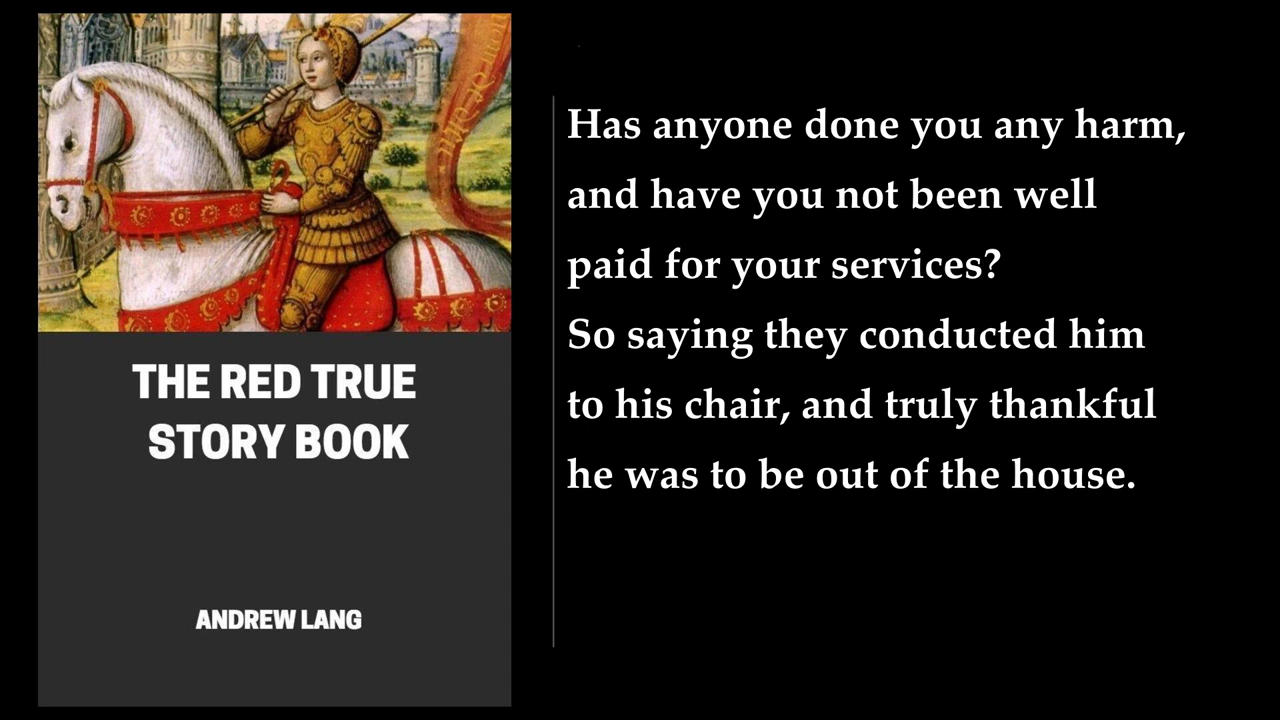 THE RED TRUE
STORY BOOK
ANDREW LANG
Has anyone done you any harm,
and have you not been well
paid for your services?
So saying they conducted him
to his chair, and truly thankful
he was to be out of the house.